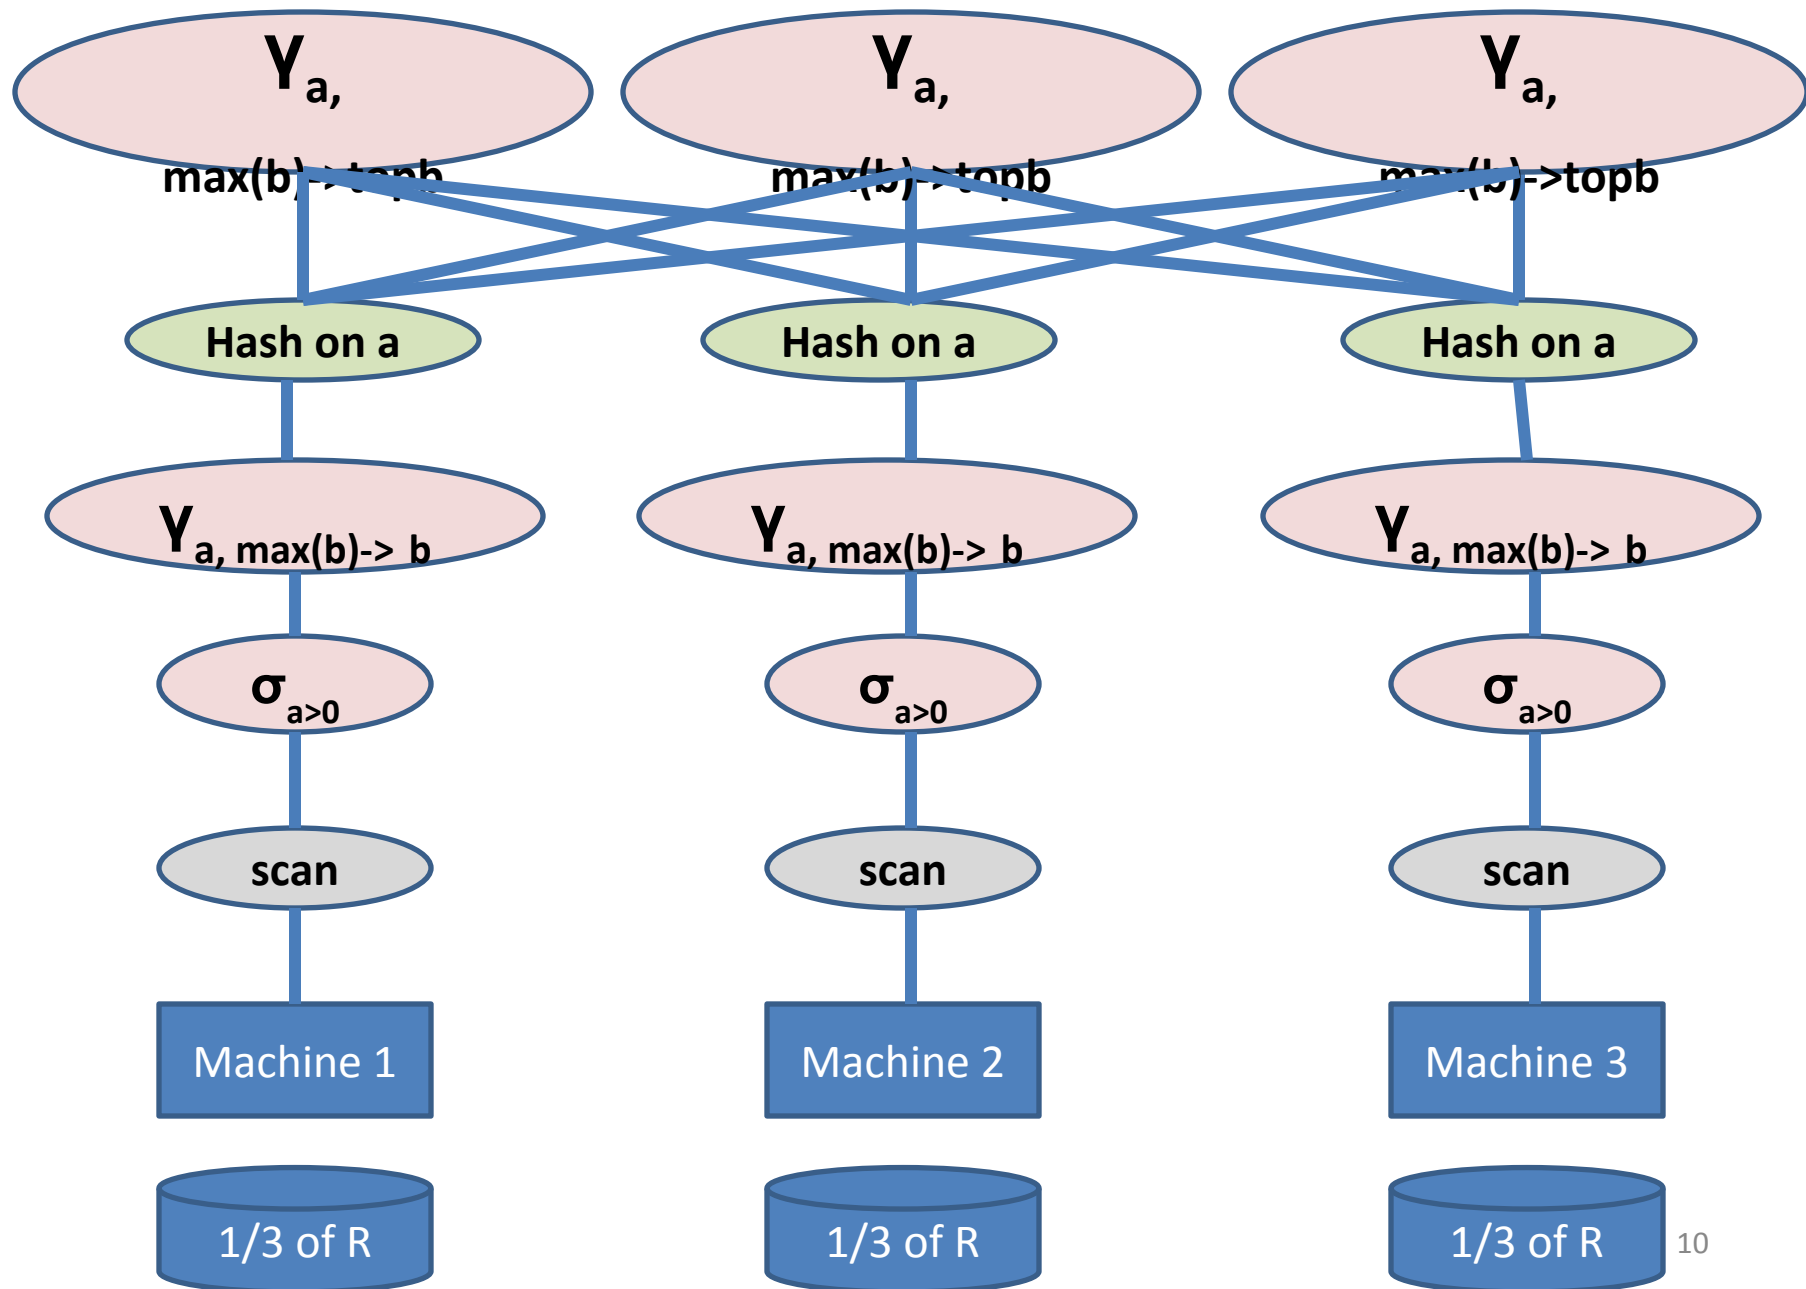 γa, γa, γa,
max(b)->topb max(b)->topb max(b)->topb
Hash on a Hash on a Hash on a
γa, max(b)-> b γa, max(b)-> b γa, max(b)-> b
σa>0 σa>0 σa>0
scan scan scan
Machine 1 Machine 2 Machine 3
1/3 of R 1/3 of R 1/3 of R 10